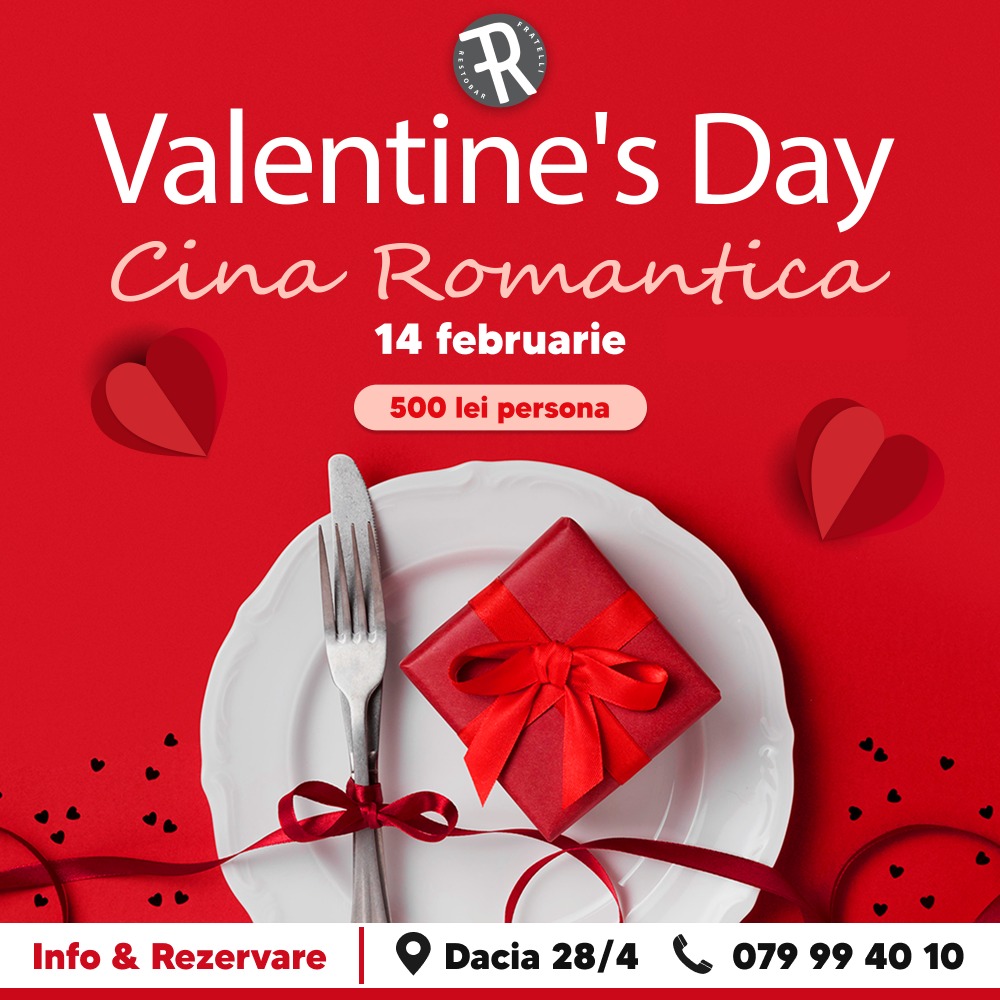 FRATELLI
RESTOBAR
Valentine's Day
Cina Romantica
14 februarie
500 lei persona
Info & Rezervare
Dacia 28/4
079 99 40 10